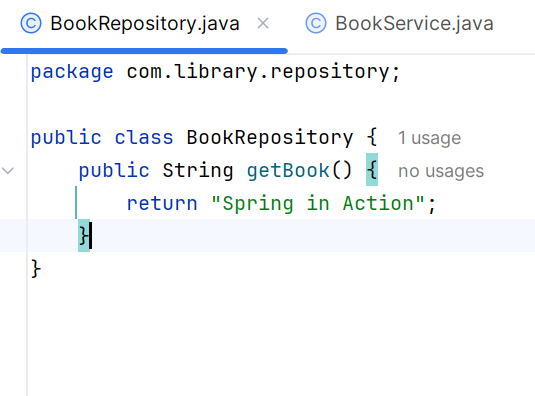 BookRepository.java BookService.java
package com.library.repository;
public class BookRepository { 1 usage
public String getBook() { no usages
return "Spring in Action";
}
}